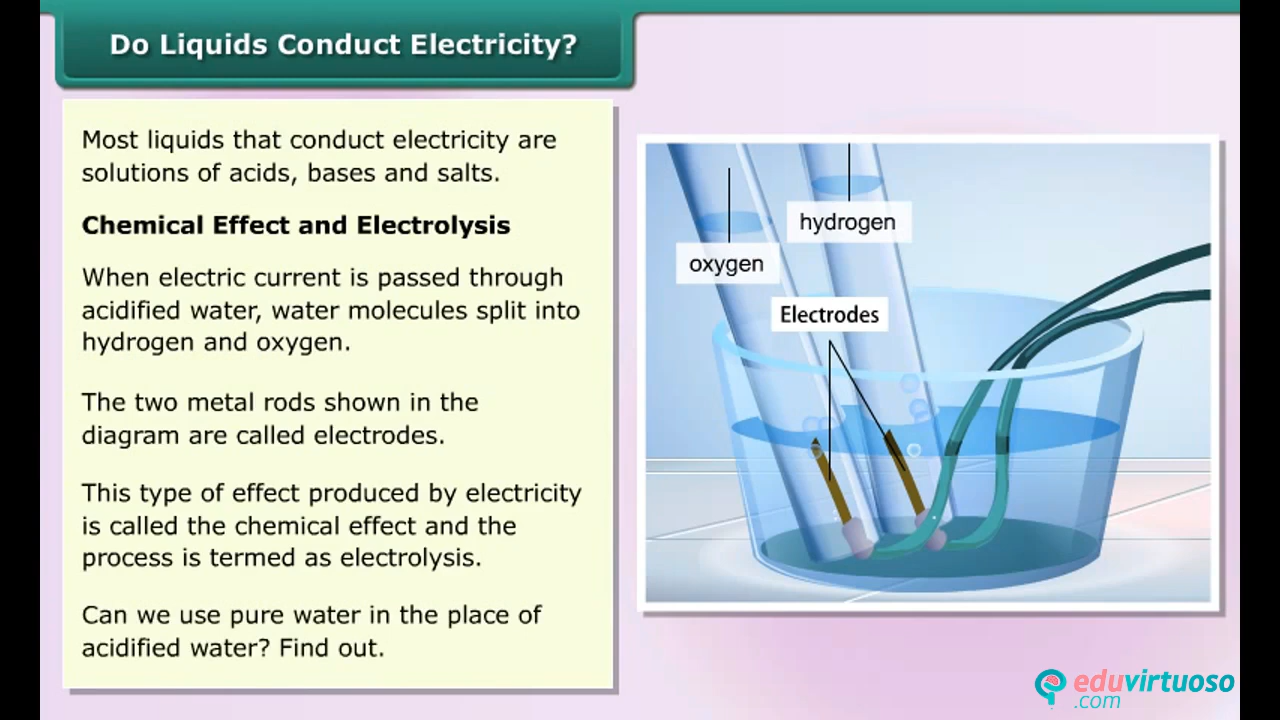 Do Liquids Conduct Electricity?
Most liquids that conduct electricity are
solutions of acids, bases and salts.
Chemical Effect and Electrolysis
When electric current is passed through
acidified water, water molecules split into
hydrogen and oxygen.
The two metal rods shown in the
diagram are called electrodes.
This type of effect produced by electricity
is called the chemical effect and the
process is termed as electrolysis.
Can we use pure water in the place of
acidified water? Find out.
hydrogen
oxygen
Electrodes
eduvirtuoso
.com